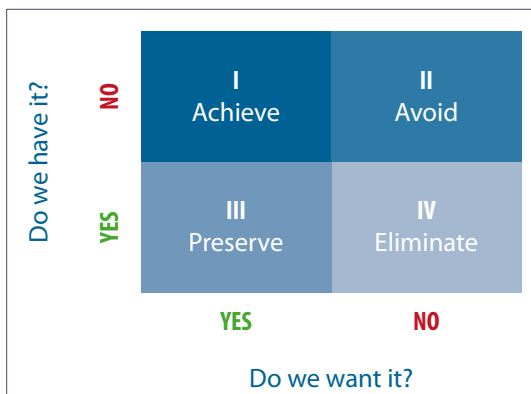 Do we have it?
NO
I
Achieve
II
Avoid
YES
III
Preserve
IV
Eliminate
YES
NO
Do we want it?